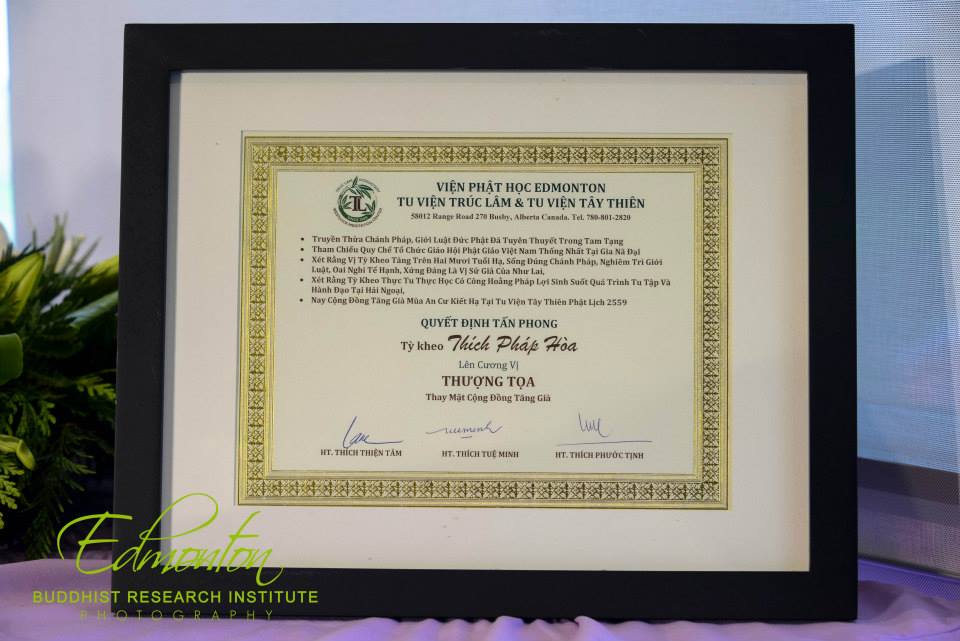 VIỆN PHẬT HỌC EDMONTON
TU VIỆN TRÚC LÂM & TU VIỆN TÂY THIÊN
58012 Range Road 270 Busby, Alberta Canada. Tel. 780-801-2820
TL
• Truyền Thừa Chánh Pháp, Giới Luật Đức Phật Đã Tuyên Thuyết Trong Tam Tạng
• Tham Chiếu Quy Chế Tổ Chức Giáo Hội Phật Giáo Việt Nam Thống Nhất Tại Gia Nã Đại
• Xét Rằng Vị Tỳ Kheo Tăng Trên Hai Mươi Tuổi Hạ, Sống Đúng Chánh Pháp, Nghiêm Trì Giới
Luật, Oai Nghi Tế Hạnh, Xứng Đáng Là Vị Sứ Giả Của Như Lai,
• Xét Rằng Tỳ Kheo Thực Tu Thực Học Có Công Hoằng Pháp Lợi Sinh Suốt Quá Trình Tu Tập Và
Hành Đạo Tại Hải Ngoại,
• Nay Cộng Đồng Tăng Già Mùa An Cư Kiết Hạ Tại Tu Viện Tây Thiên Phật Lịch 2559
QUYẾT ĐỊNH TẤN PHONG
Tỳ kheo Thích Pháp Hòa
Lên Cương Vị
THƯỢNG TỌA
Thay Mặt Cộng Đồng Tăng Già
HT. THÍCH THIỆN TÂM HT. THÍCH TUỆ MINH HT. THÍCH PHƯỚC TỊNH
Edmonton
BUDDHIST RESEARCH INSTITUTE
PHOTOGRAPHY